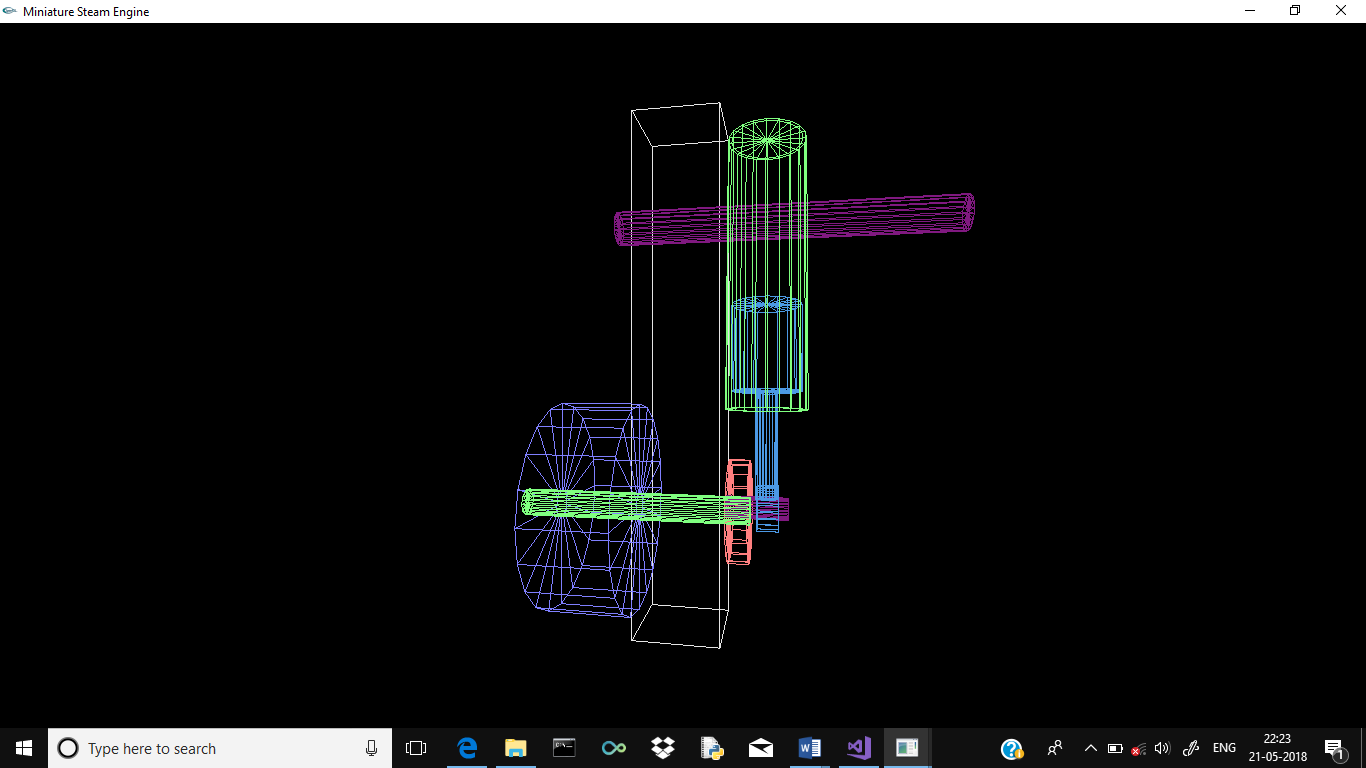 Miniature Steam Engine
Type here to search
ENG
22:23
21-05-2018
1